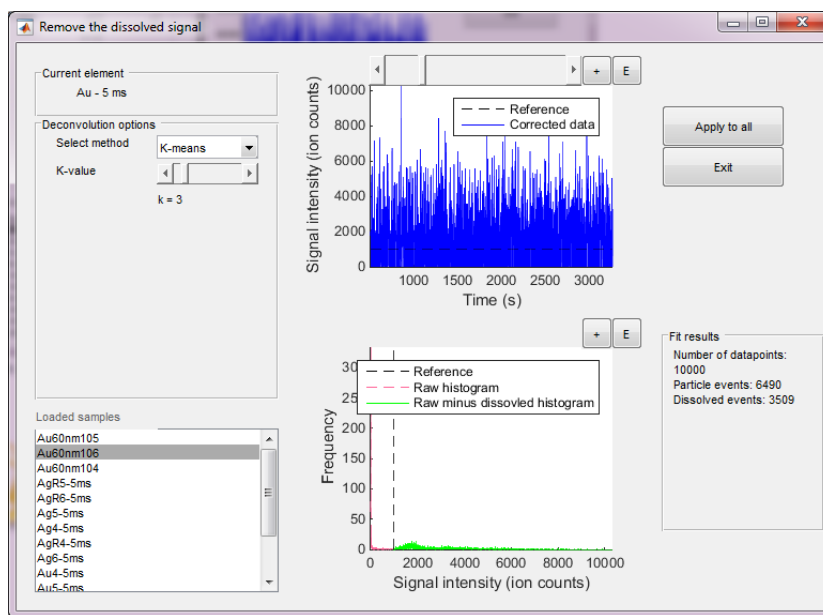 Remove the dissolved signal
Current element
Au - 5 ms
Deconvolution options
Select method
K-means
K-value
k = 3
Loaded samples
Au60nm105
Au60nm106
Au60nm104
AgR5-5ms
AgR6-5ms
Ag5-5ms
Ag4-5ms
AgR4-5ms
Ag6-5ms
Au4-5ms
Au5-5ms
+
E
Signal intensity (ion counts)
10000
8000
6000
4000
2000
0
Reference
Corrected data
1000
1500
2000
2500
3000
Time (s)
+
E
Frequency
300
250
200
150
100
50
0
Reference
Raw histogram
Raw minus dissovled histogram
0
2000
4000
6000
8000
10000
Signal intensity (ion counts)
Apply to all
Exit
Fit results
Number of datapoints:
10000
Particle events: 6490
Dissolved events: 3509